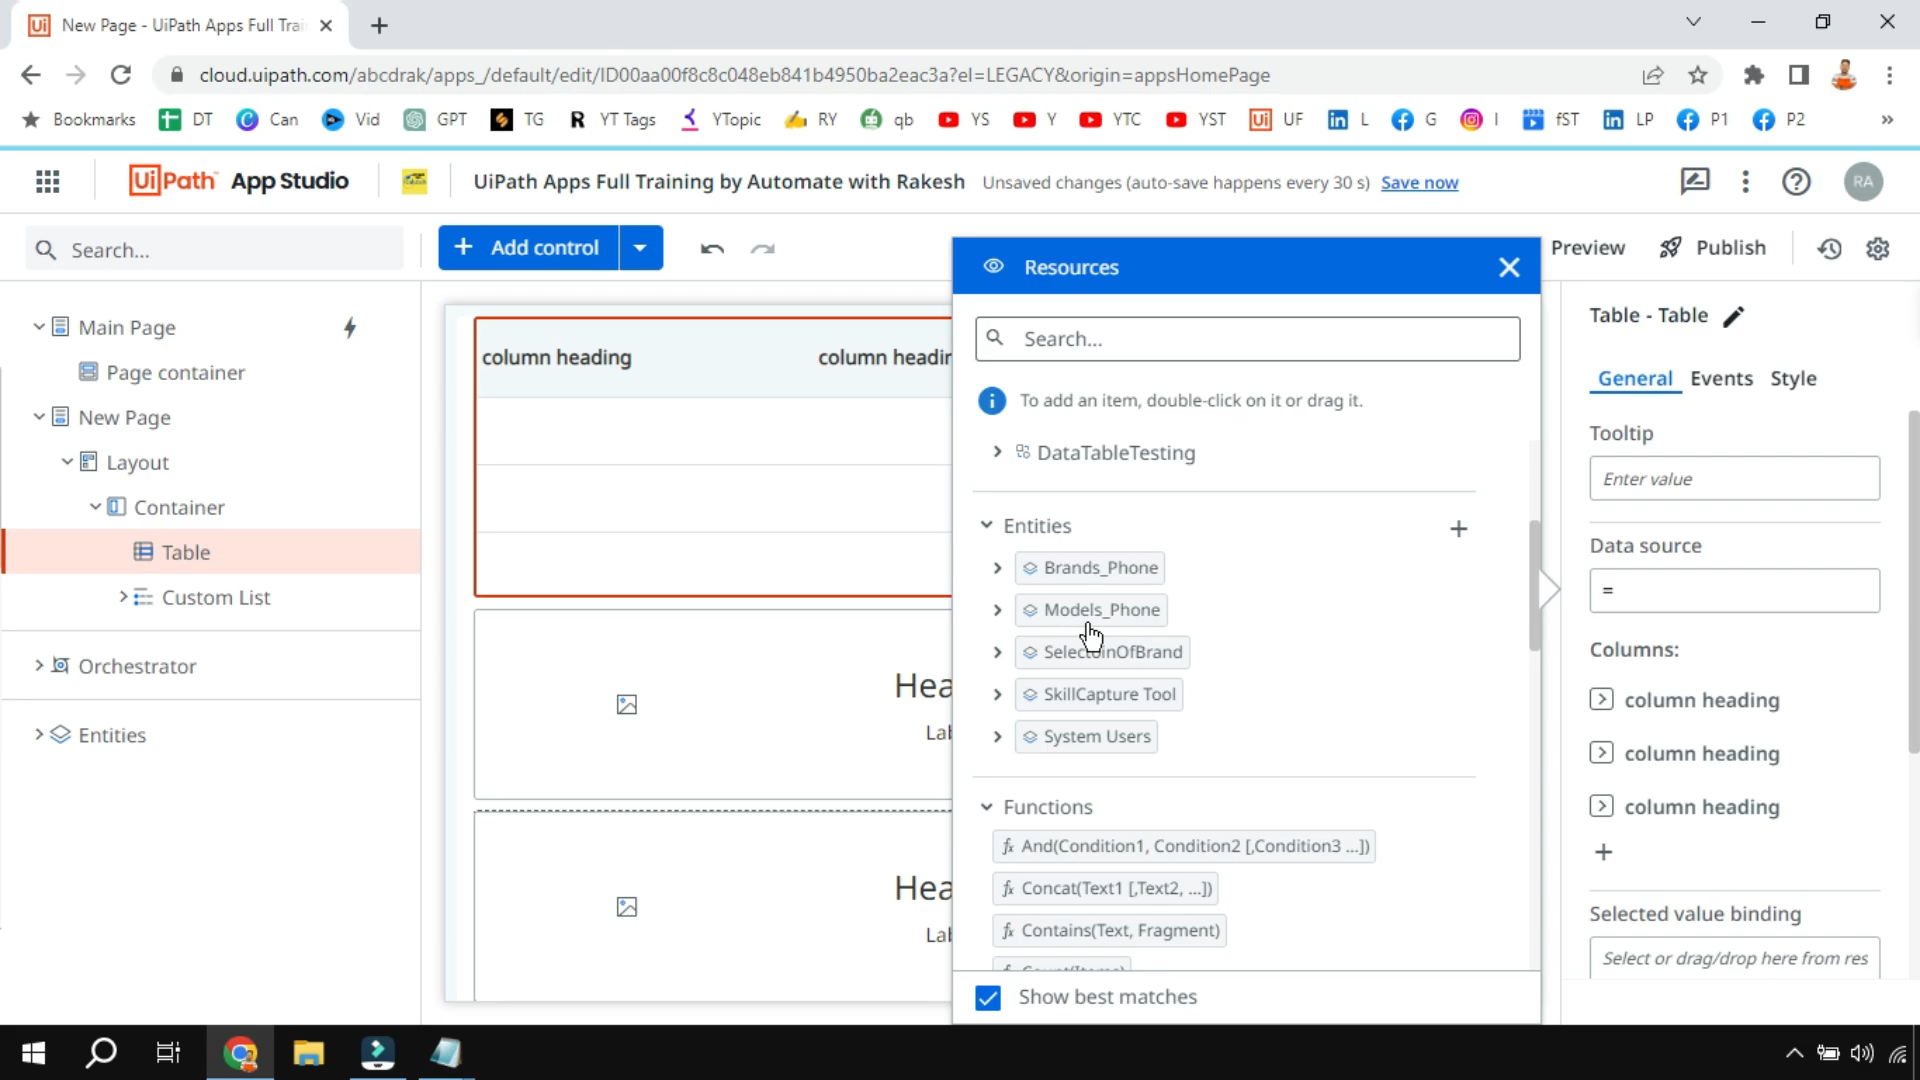 New Page - UiPath Apps Full Trai
cloud.uipath.com/abcdrak/apps_/default/edit/ID00aa00f8c8c048eb841b4950ba2eac3a?el=LEGACY&origin=appsHomePage
Bookmarks DT Can Vid GPT TG YT Tags YTopic RY qb YS Y YTC YST UF L G I fST LP P1 P2 »
UiPath App Studio UiPath Apps Full Training by Automate with Rakesh Unsaved changes (auto-save happens every 30 s) Save now RA
Search... + Add control Preview Publish
Main Page
Page container
New Page
Layout
Container
Table
Custom List
Orchestrator
Entities
column heading column headin
Hea
Lab
Hea
Lab
Resources
Search...
To add an item, double-click on it or drag it.
DataTableTesting
Entities
Brands_Phone
Models_Phone
SelectoinOfBrand
SkillCapture Tool
System Users
Functions
And(Condition1, Condition2 [,Condition3 ...])
Concat(Text1 [,Text2, ...])
Contains(Text, Fragment)
Count(Items)
Show best matches
Table - Table
General Events Style
Tooltip
Enter value
Data source
=
Columns:
column heading
column heading
column heading
+
Selected value binding
Select or drag/drop here from res